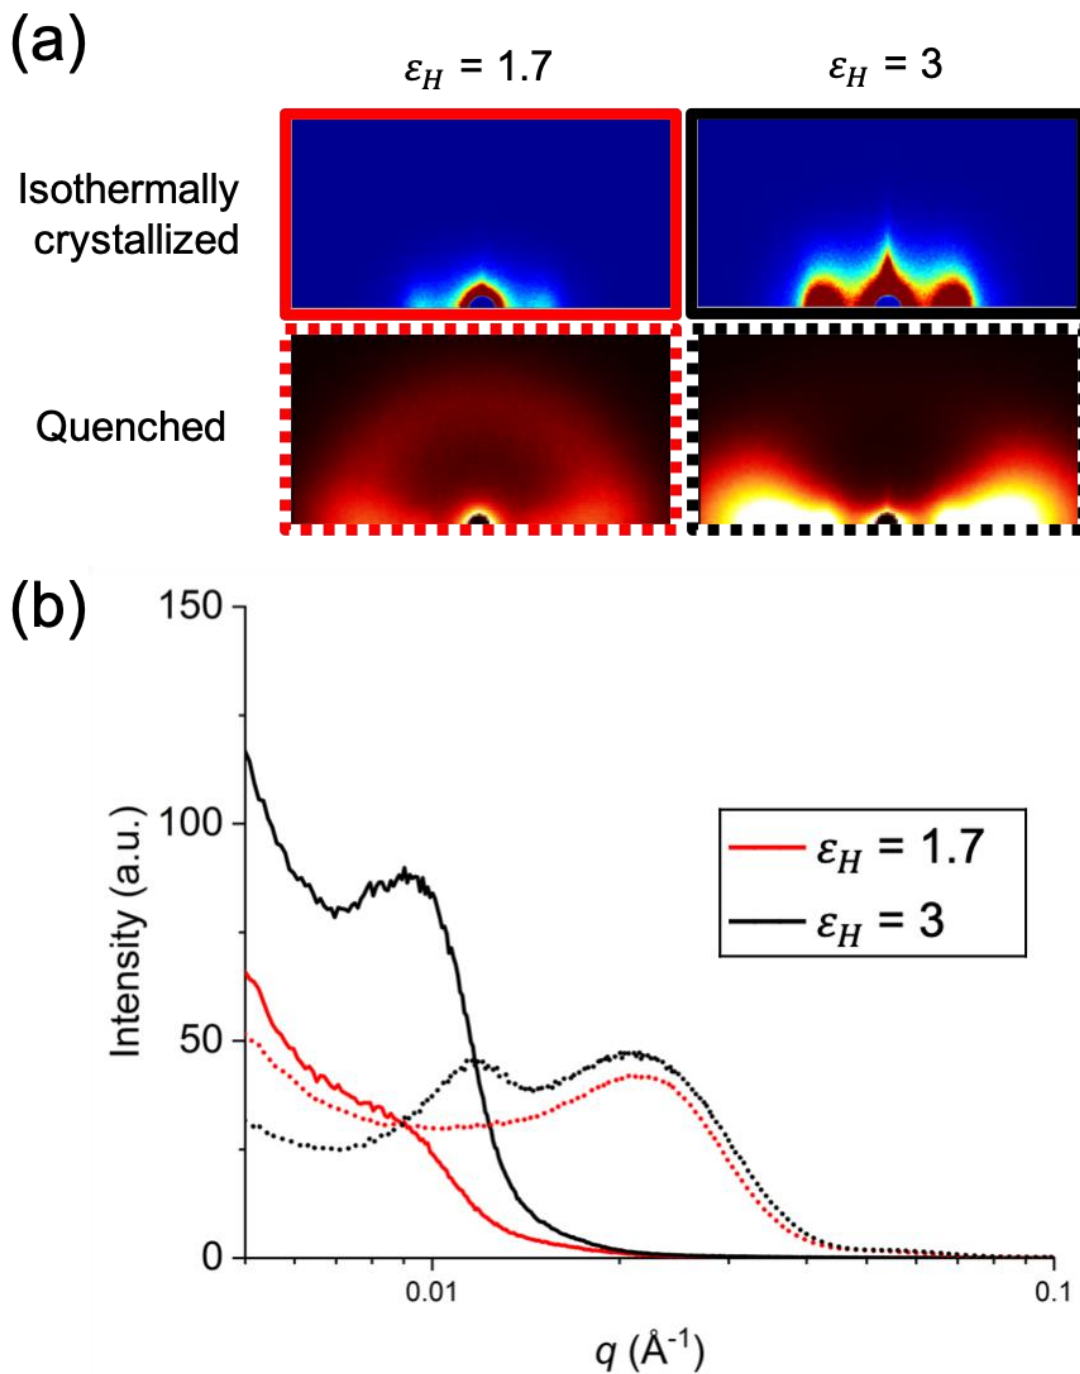 (a)
εH = 1.7
εH = 3
Isothermally
crystallized
Quenched
(b)
150
100
50
0
Intensity (a.u.)
εH = 1.7
εH = 3
0.01
0.1
q (Å-1)